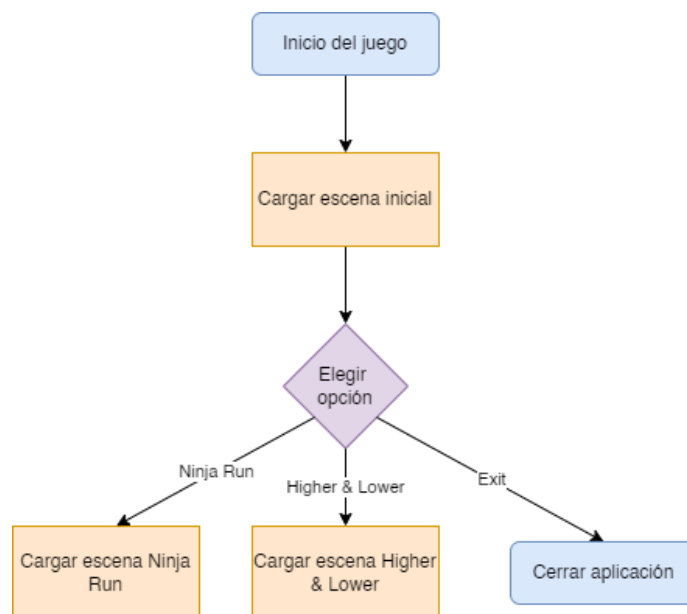 Inicio del juego
Cargar escena inicial
Elegir
opción
Ninja Run
Higher & Lower
Exit
Cargar escena Ninja
Run
Cargar escena Higher
& Lower
Cerrar aplicación